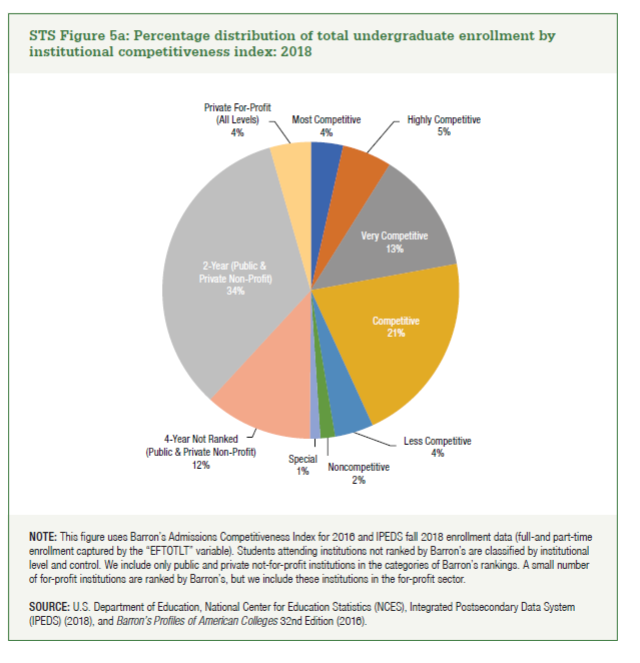 STS Figure 5a: Percentage distribution of total undergraduate enrollment by
institutional competitiveness index: 2018
Private For-Profit
(All Levels)
4%
Most Competitive
4%
Highly Competitive
5%
Very Competitive
13%
2-Year (Public &
Private Non-Profit)
34%
Competitive
21%
4-Year Not Ranked
(Public & Private Non-Profit)
12%
Special
1%
Noncompetitive
2%
Less Competitive
4%
NOTE: This figure uses Barron's Admissions Competitiveness Index for 2016 and IPEDS fall 2018 enrollment data (full-and part-time
enrollment captured by the "EFTOTLT" variable). Students attending institutions not ranked by Barron's are classified by institutional
level and control. We include only public and private not-for-profit institutions in the categories of Barron's rankings. A small number
of for-profit institutions are ranked by Barron's, but we include these institutions in the for-profit sector.
SOURCE: U.S. Department of Education, National Center for Education Statistics (NCES), Integrated Postsecondary Data System
(IPEDS) (2018), and Barron's Profiles of American Colleges 32nd Edition (2016).